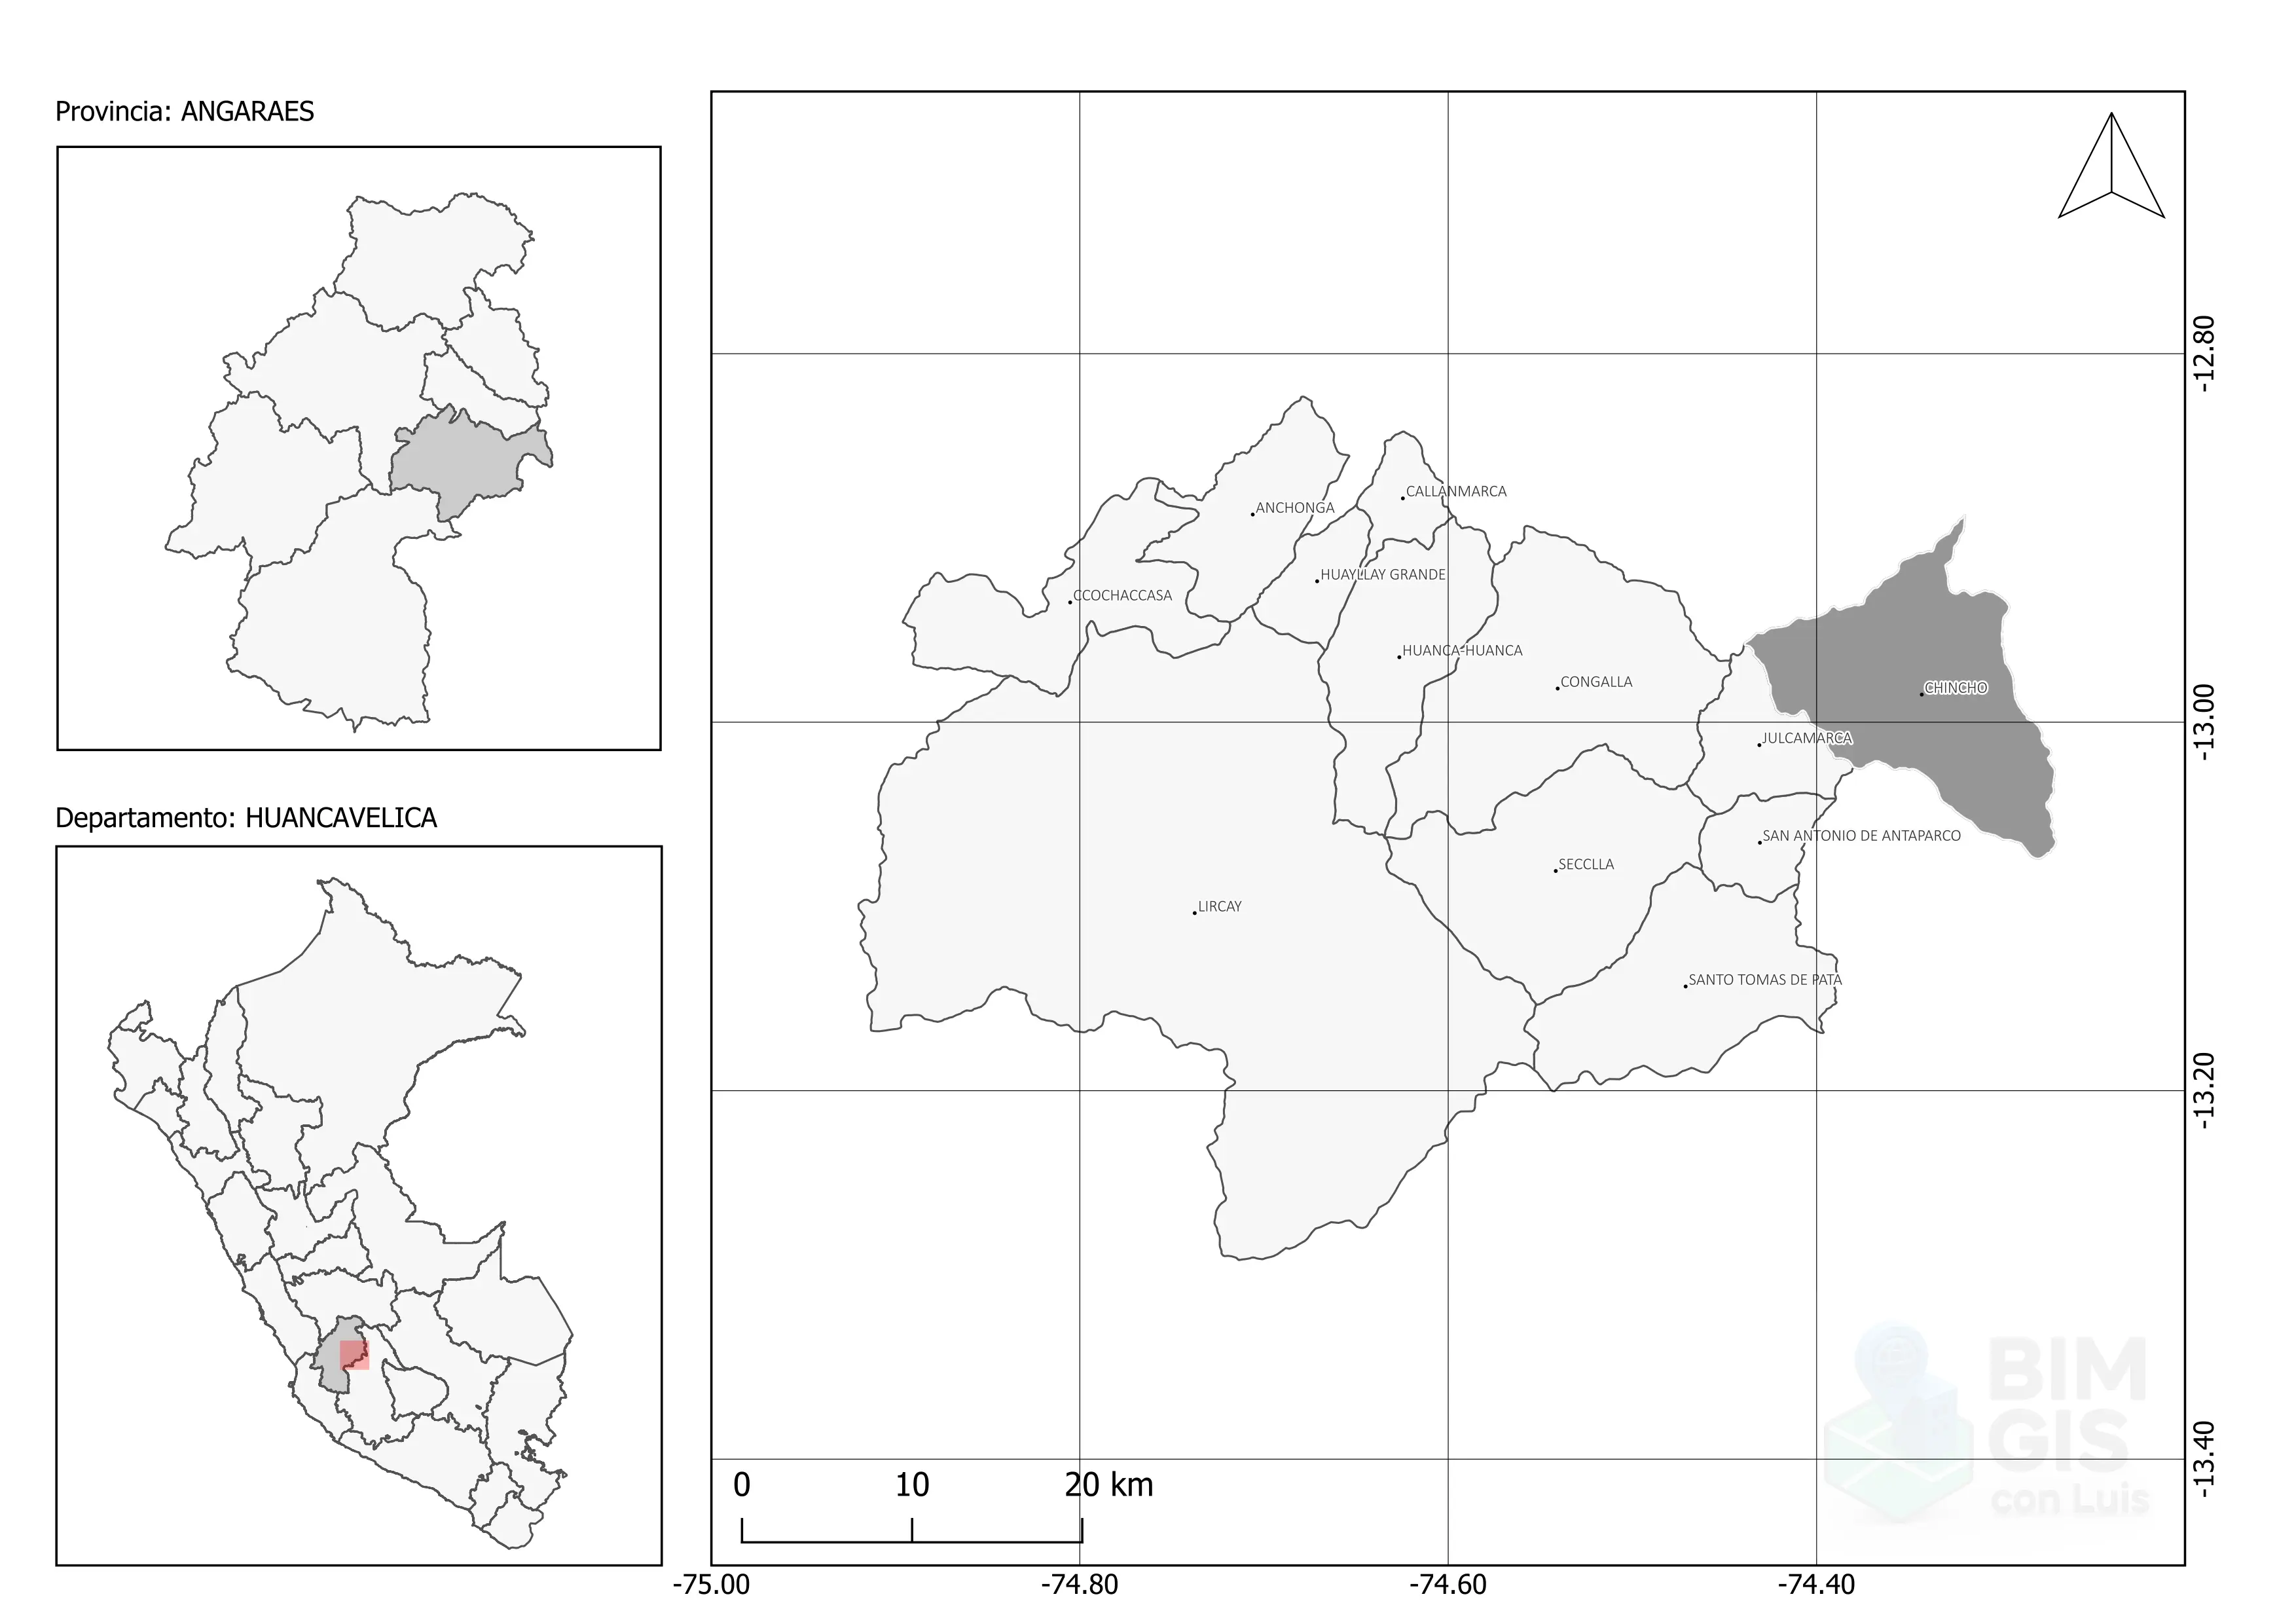 Provincia: ANGARAES
Departamento: HUANCAVELICA
CALLANMARCA
ANCHONGA
HUAYLLAY GRANDE
CCOCHACCASA
HUANCA-HUANCA
CONGALLA
CHINCHO
JULCAMARCA
SAN ANTONIO DE ANTAPARCO
SECCLLA
LIRCAY
SANTO TOMAS DE PATA
-12.80
-13.00
-13.20
-13.40
0 10 20 km
-75.00 -74.80 -74.60 -74.40
BIM
GIS
con Luis